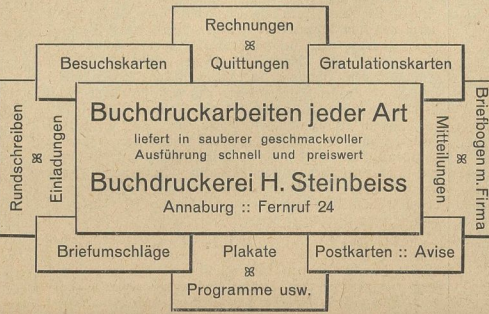 Rechnungen
Quittungen
Besuchskarten
Gratulationskarten
Rundschreiben
Einladungen
Buchdruckarbeiten jeder Art
liefert in sauberer geschmackvoller
Ausführung schnell und preiswert
Buchdruckerei H. Steinbeiss
Annaburg :: Fernruf 24
Mitteilungen
Briefbogen m. Firma
Briefumschläge
Plakate
Postkarten :: Avise
Programme usw.